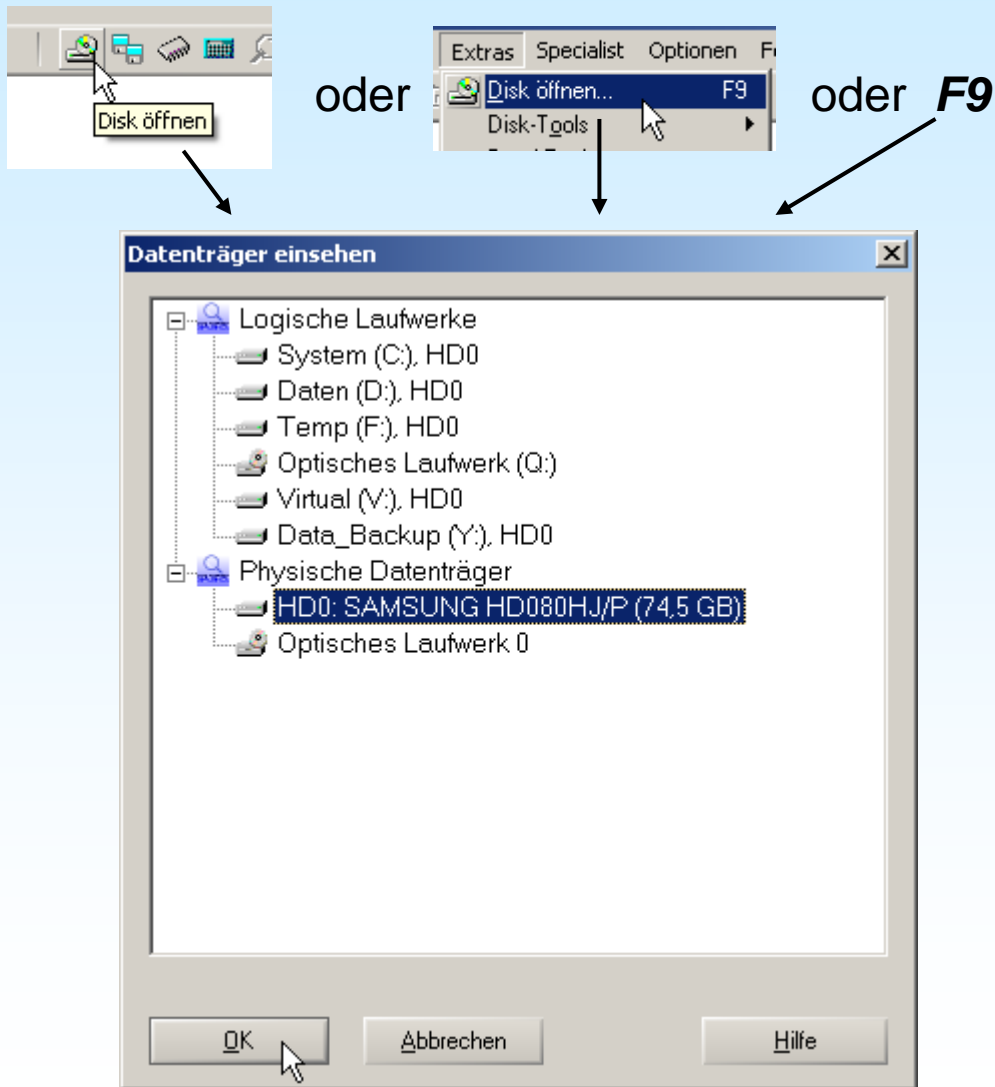 Disk öffnen
oder
Extras Specialist Optionen
Disk öffnen... F9
Disk-Tools
oder F9
Datenträger einsehen
Logische Laufwerke
System (C:), HD0
Daten (D:), HD0
Temp (F:), HD0
Optisches Laufwerk (Q:)
Virtual (V:), HD0
Data_Backup (Y:), HD0
Physische Datenträger
HD0: SAMSUNG HD080HJ/P (74,5 GB)
Optisches Laufwerk 0
OK Abbrechen Hilfe